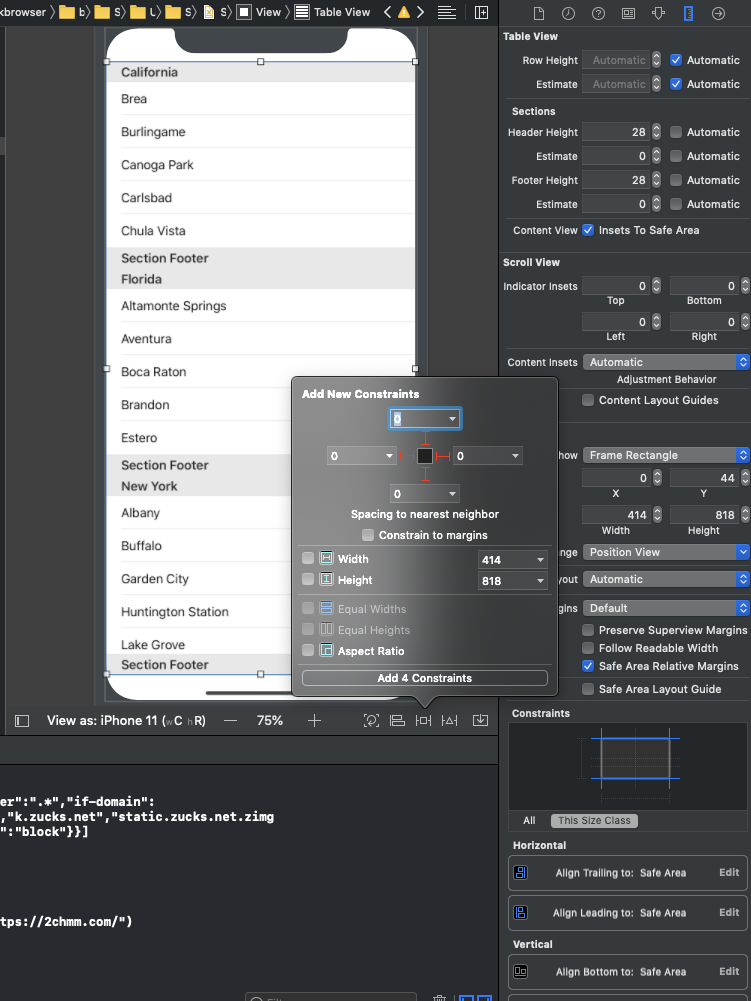 kbrowser
b
S
U
S
S
View
Table View
California
Brea
Burlingame
Canoga Park
Carlsbad
Chula Vista
Section Footer
Florida
Altamonte Springs
Aventura
Boca Raton
Brandon
Estero
Section Footer
New York
Albany
Buffalo
Garden City
Huntington Station
Lake Grove
Section Footer
Add New Constraints
0
0
0
0
Spacing to nearest neighbor
Constrain to margins
Width 414
Height 818
Equal Widths
Equal Heights
Aspect Ratio
Add 4 Constraints
View as: iPhone 11 (wC hR)
75%
er":".*","if-domain":
,"k.zucks.net","static.zucks.net.zimg
":"block"}}]
tps://2chmm.com/")
Table View
Row Height Automatic Automatic
Estimate Automatic Automatic
Sections
Header Height 28 Automatic
Estimate 0 Automatic
Footer Height 28 Automatic
Estimate 0 Automatic
Content View Insets To Safe Area
Scroll View
Indicator Insets 0 0
Top Bottom
0 0
Left Right
Content Insets Automatic
Adjustment Behavior
Content Layout Guides
how Frame Rectangle
0 44
X Y
414 818
Width Height
nge Position View
yout Automatic
gins Default
Preserve Superview Margins
Follow Readable Width
Safe Area Relative Margins
Safe Area Layout Guide
Constraints
All This Size Class
Horizontal
Align Trailing to: Safe Area Edit
Align Leading to: Safe Area Edit
Vertical
Align Bottom to: Safe Area Edit